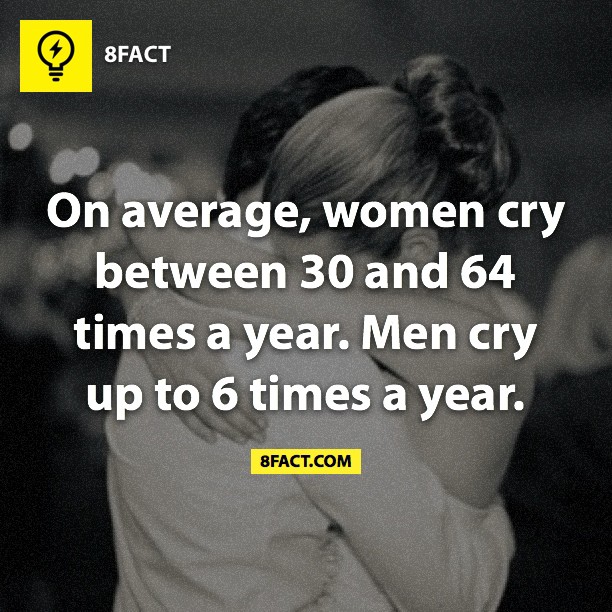 8FACT
On average, women cry
between 30 and 64
times a year. Men cry
up to 6 times a year.
8FACT.COM